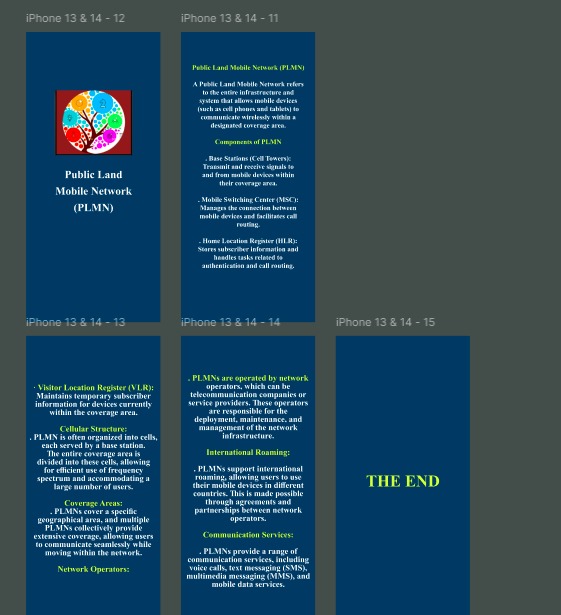 iPhone 13 & 14 - 12
Public Land
Mobile Network
(PLMN)
iPhone 13 & 14 - 11
Public Land Mobile Network (PLMN)
A Public Land Mobile Network refers
to the entire infrastructure and
system that allows mobile devices
(such as cell phones and tablets) to
communicate wirelessly within a
designated coverage area.
Components of PLMN
. Base Stations (Cell Towers):
Transmit and receive signals to
and from mobile devices within
their coverage area.
. Mobile Switching Center (MSC):
Manages the connection between
mobile devices and facilitates call
routing.
. Home Location Register (HLR):
Stores subscriber information and
handles tasks related to
authentication and call routing.
iPhone 13 & 14 - 13
· Visitor Location Register (VLR):
Maintains temporary subscriber
information for devices currently
within the coverage area.
Cellular Structure:
. PLMN is often organized into cells,
each served by a base station.
The entire coverage area is
divided into these cells, allowing
for efficient use of frequency
spectrum and accommodating a
large number of users.
Coverage Areas:
. PLMNs cover a specific
geographical area, and multiple
PLMNs collectively provide
extensive coverage, allowing users
to communicate seamlessly while
moving within the network.
Network Operators:
iPhone 13 & 14 - 14
. PLMNs are operated by network
operators, which can be
telecommunication companies or
service providers. These operators
are responsible for the
deployment, maintenance, and
management of the network
infrastructure.
International Roaming:
. PLMNs support international
roaming, allowing users to use
their mobile devices in different
countries. This is made possible
through agreements and
partnerships between network
operators.
Communication Services:
. PLMNs provide a range of
communication services, including
voice calls, text messaging (SMS),
multimedia messaging (MMS), and
mobile data services.
iPhone 13 & 14 - 15
THE END